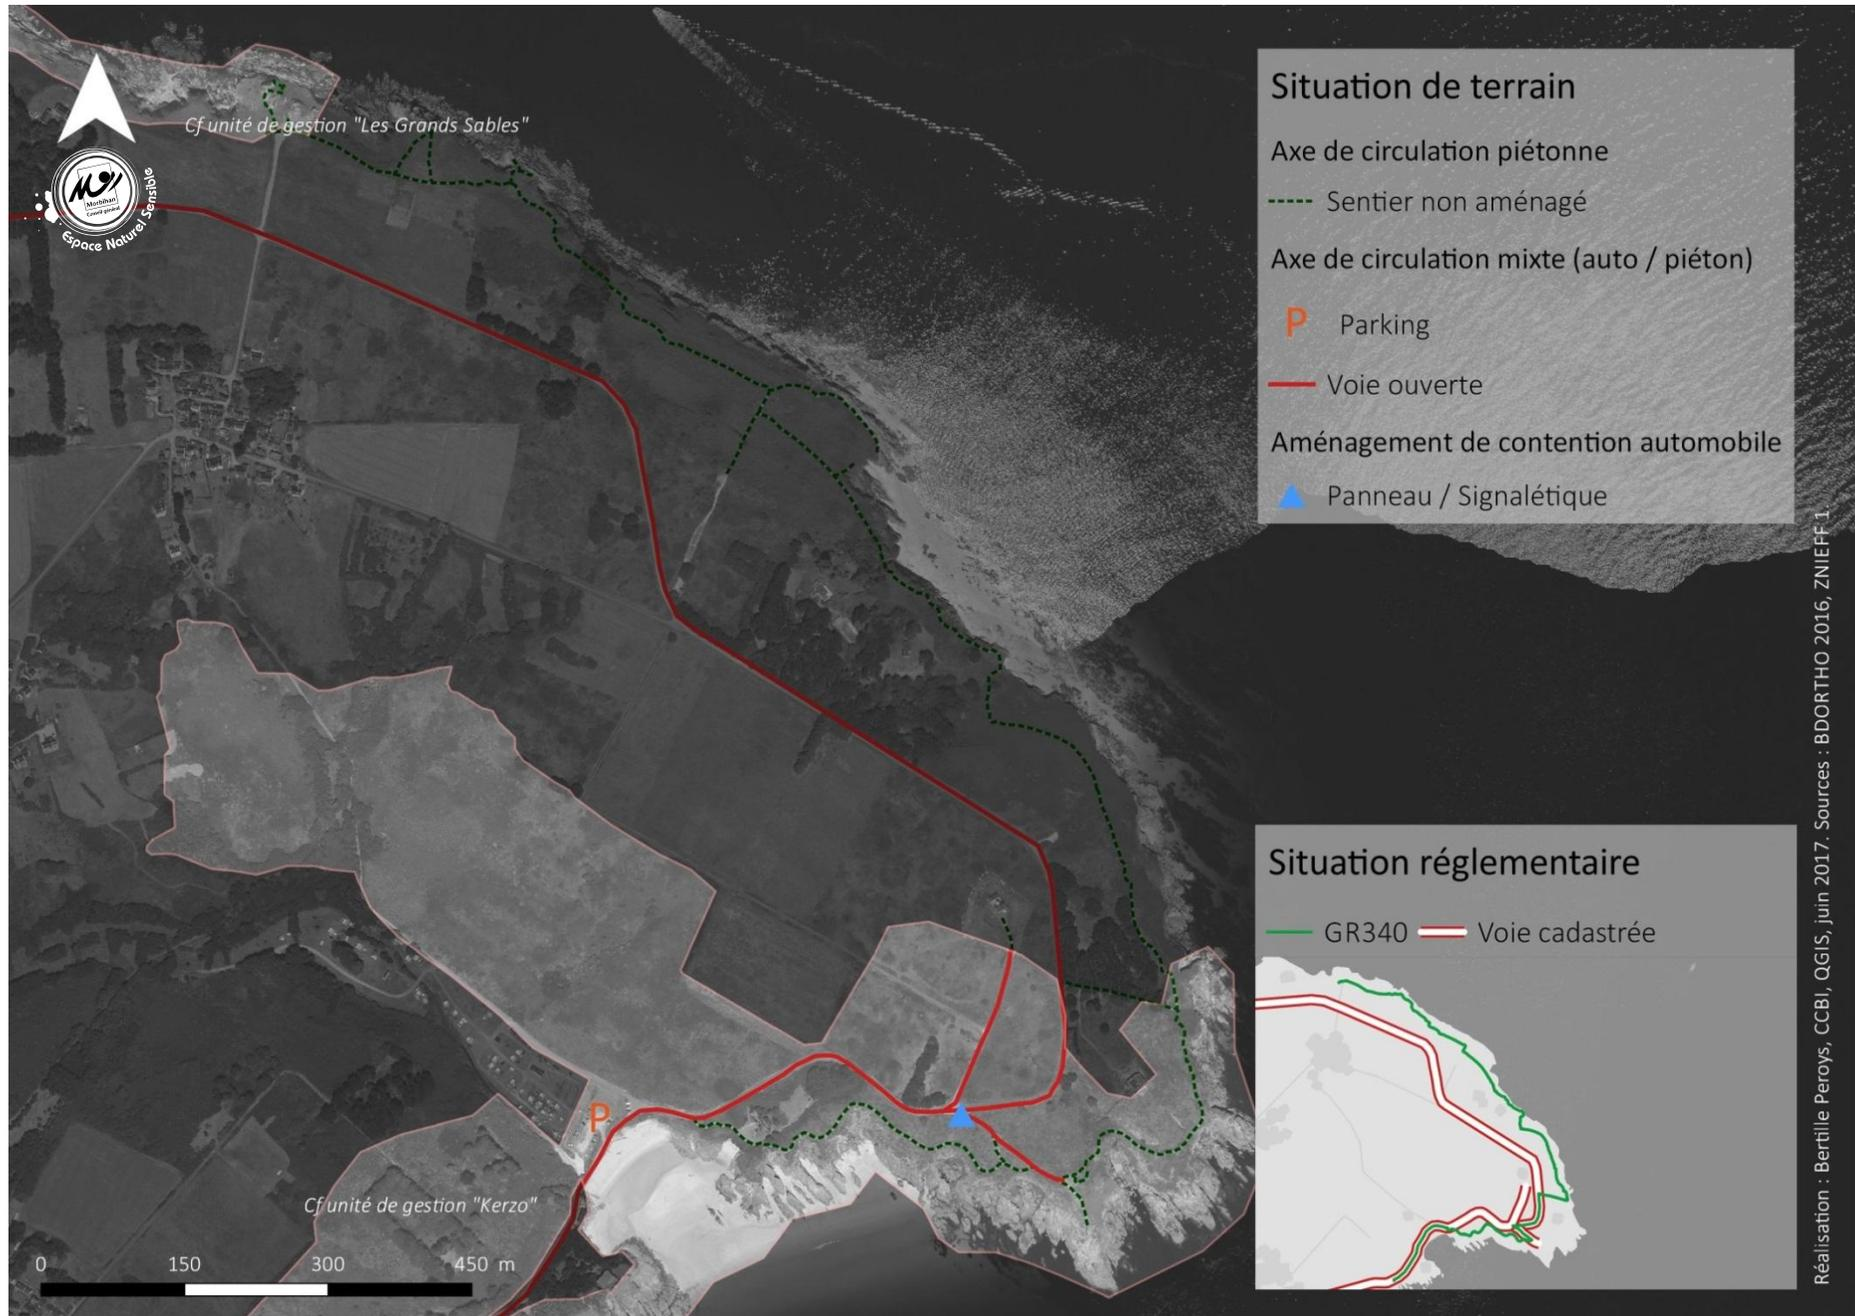 Cf unité de gestion "Les Grands Sables"
Morbihan
Conseil général
Espace Naturel Sensible
Situation de terrain
Axe de circulation piétonne
Sentier non aménagé
Axe de circulation mixte (auto / piéton)
P Parking
Voie ouverte
Aménagement de contention automobile
Panneau / Signalétique
P
Cf unité de gestion "Kerzo"
0 150 300 450 m
Situation réglementaire
GR340 Voie cadastrée
Réalisation : Bertille Peroys, CCBI, QGIS, juin 2017. Sources : BDORTHO 2016, ZNIEFF 1.